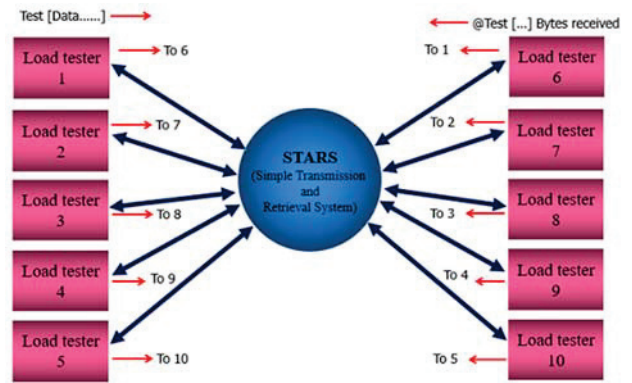 Test [Data......]
@Test [...] Bytes received
Load tester
1
To 6
To 1
Load tester
6
Load tester
2
To 7
To 2
Load tester
7
STARS
(Simple Transmission
and
Retrieval System)
Load tester
3
To 8
To 3
Load tester
8
Load tester
4
To 9
To 4
Load tester
9
Load tester
5
To 10
To 5
Load tester
10